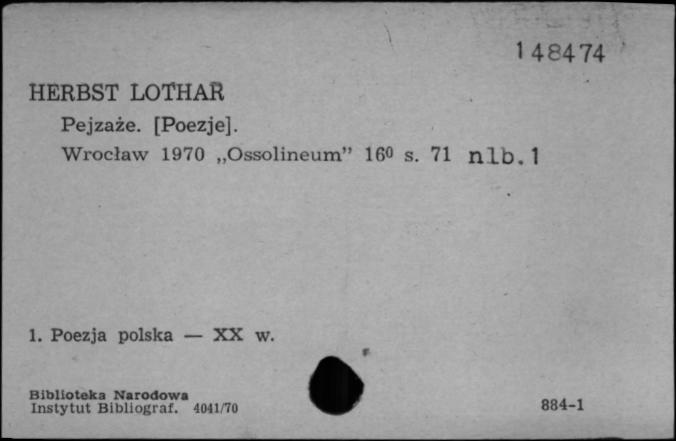 148474
HERBST LOTHAR
Pejzaże. [Poezje].
Wrocław 1970 „Ossolineum” 16⁰ s. 71 nlb.1
1. Poezja polska — XX w.
Biblioteka Narodowa
Instytut Bibliograf. 4041/70
884-1